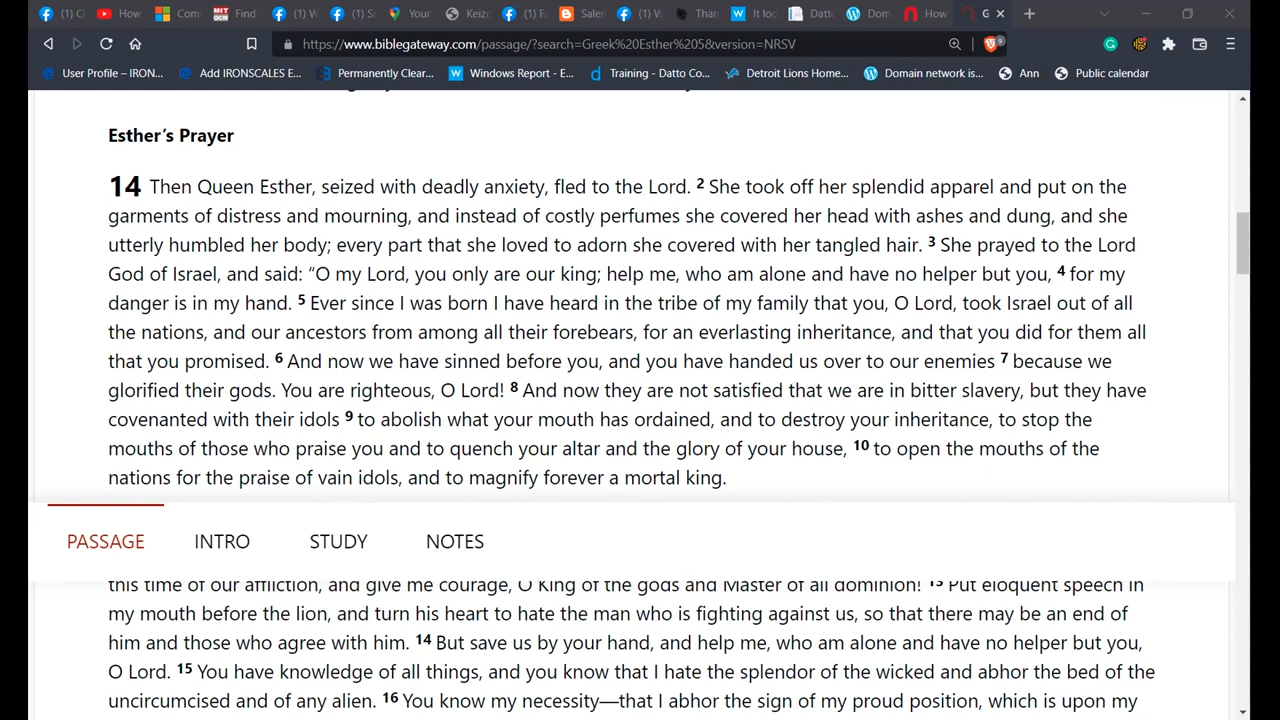 (1) Cl
How
Com
MIT
OCW
Find
(1) W
(1) Su
Your
Keize
(1) Fa
Salen
(1) W
Than
It loc
Datto
Dom
How
G
https://www.biblegateway.com/passage/?search=Greek%20Esther%205&version=NRSV
9
User Profile – IRON...
Add IRONSCALES E...
Permanently Clear...
Windows Report - E...
Training - Datto Co...
Detroit Lions Home...
Domain network is...
Ann
Public calendar
Esther’s Prayer
14 Then Queen Esther, seized with deadly anxiety, fled to the Lord. 2 She took off her splendid apparel and put on the
garments of distress and mourning, and instead of costly perfumes she covered her head with ashes and dung, and she
utterly humbled her body; every part that she loved to adorn she covered with her tangled hair. 3 She prayed to the Lord
God of Israel, and said: “O my Lord, you only are our king; help me, who am alone and have no helper but you, 4 for my
danger is in my hand. 5 Ever since I was born I have heard in the tribe of my family that you, O Lord, took Israel out of all
the nations, and our ancestors from among all their forebears, for an everlasting inheritance, and that you did for them all
that you promised. 6 And now we have sinned before you, and you have handed us over to our enemies 7 because we
glorified their gods. You are righteous, O Lord! 8 And now they are not satisfied that we are in bitter slavery, but they have
covenanted with their idols 9 to abolish what your mouth has ordained, and to destroy your inheritance, to stop the
mouths of those who praise you and to quench your altar and the glory of your house, 10 to open the mouths of the
nations for the praise of vain idols, and to magnify forever a mortal king.
PASSAGE INTRO STUDY NOTES
this time of our affliction, and give me courage, O King of the gods and Master of all dominion! 13 Put eloquent speech in
my mouth before the lion, and turn his heart to hate the man who is fighting against us, so that there may be an end of
him and those who agree with him. 14 But save us by your hand, and help me, who am alone and have no helper but you,
O Lord. 15 You have knowledge of all things, and you know that I hate the splendor of the wicked and abhor the bed of the
uncircumcised and of any alien. 16 You know my necessity—that I abhor the sign of my proud position, which is upon my